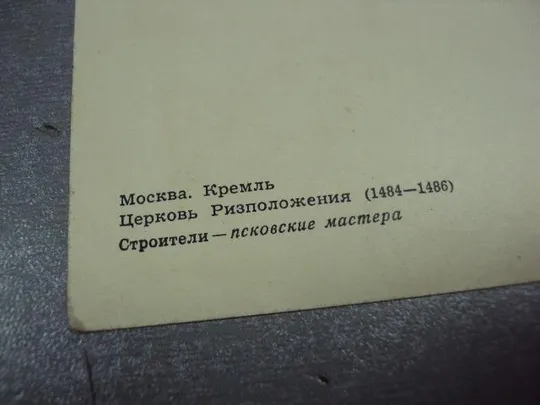 Москва. Кремль
Церковь Ризположения (1484—1486)
Строители — псковские мастера